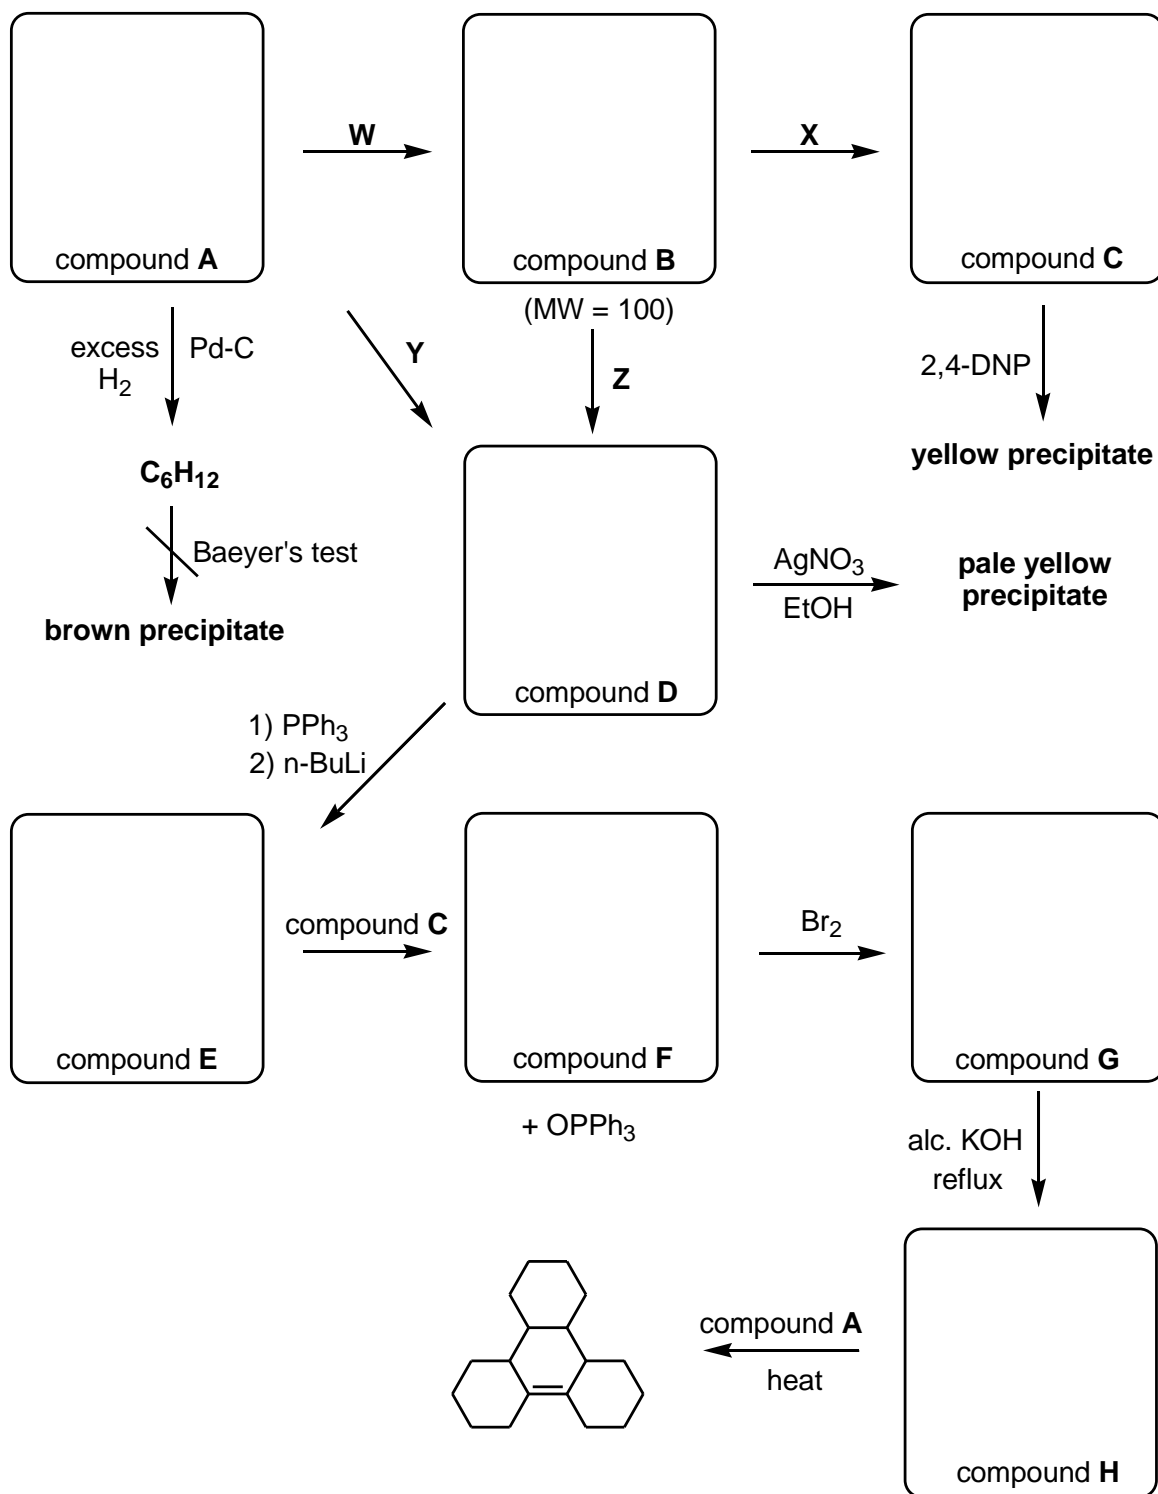 W
X
compound A
compound B
compound C
(MW = 100)
excess
H2
Pd-C
Y
Z
2,4-DNP
C6H12
yellow precipitate
Baeyer's test
AgNO3
EtOH
pale yellow
precipitate
brown precipitate
compound D
1) PPh3
2) n-BuLi
compound C
Br2
compound E
compound F
compound G
+ OPPh3
alc. KOH
reflux
compound A
heat
compound H